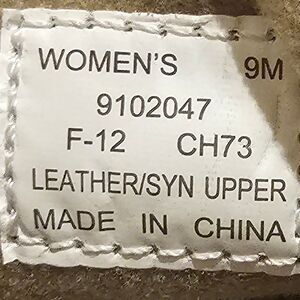 WOMEN'S 9M
9102047
F-12 CH73
LEATHER/SYN UPPER
MADE IN CHINA